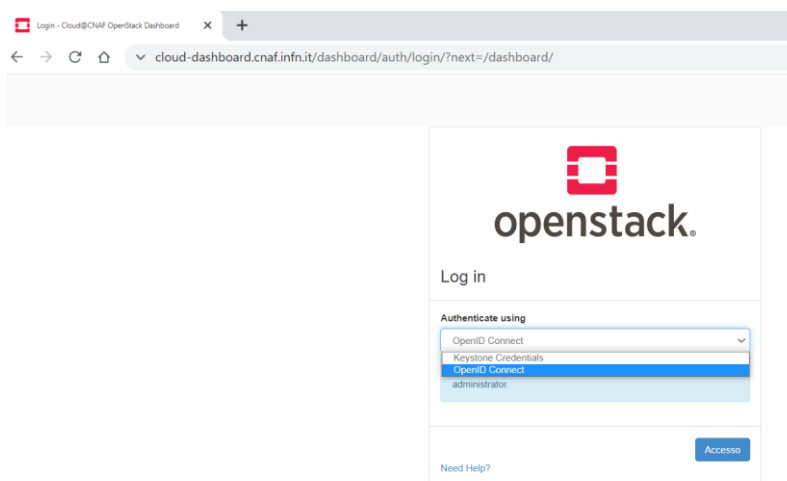 Login - Cloud@CNAF OpenStack Dashboard
cloud-dashboard.cnaf.infn.it/dashboard/auth/login/?next=/dashboard/
openstack.
Log in
Authenticate using
OpenID Connect
Keystone Credentials
OpenID Connect
administrator.
Accesso
Need Help?